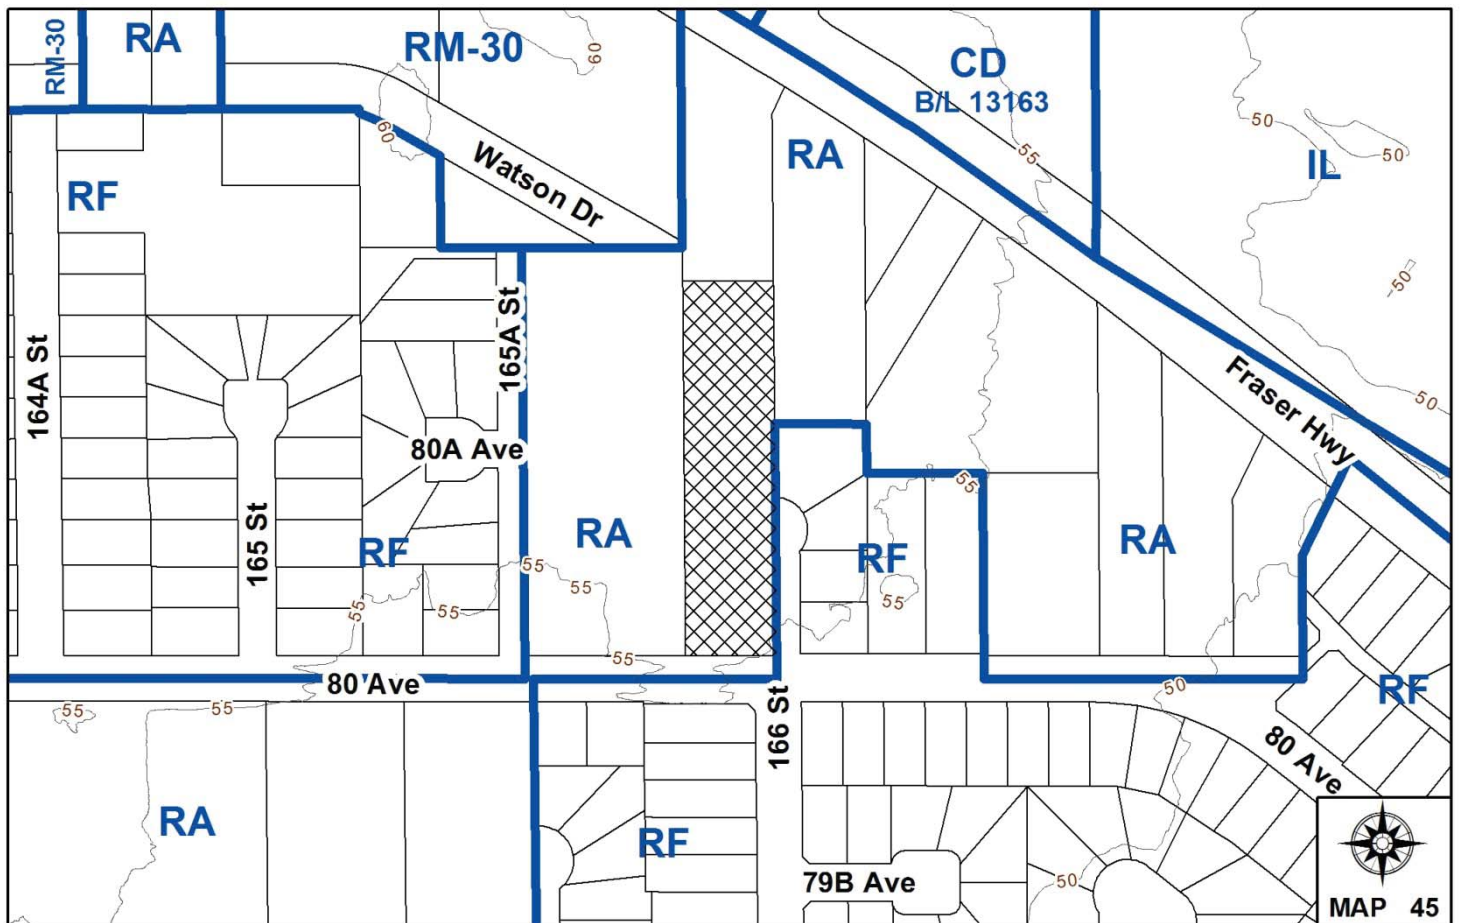 RM-30
RA
RM-30
60
CD
B/L 13163
50
50
60
55
RA
IL
Watson Dr
RF
50
165A St
164A St
Fraser Hwy
50
80A Ave
55
165 St
RF
RA
RF
RA
55
55
55
55
55
55
80 Ave
50
RF
55
55
166 St
80 Ave
RA
RF
79B Ave
50
MAP 45